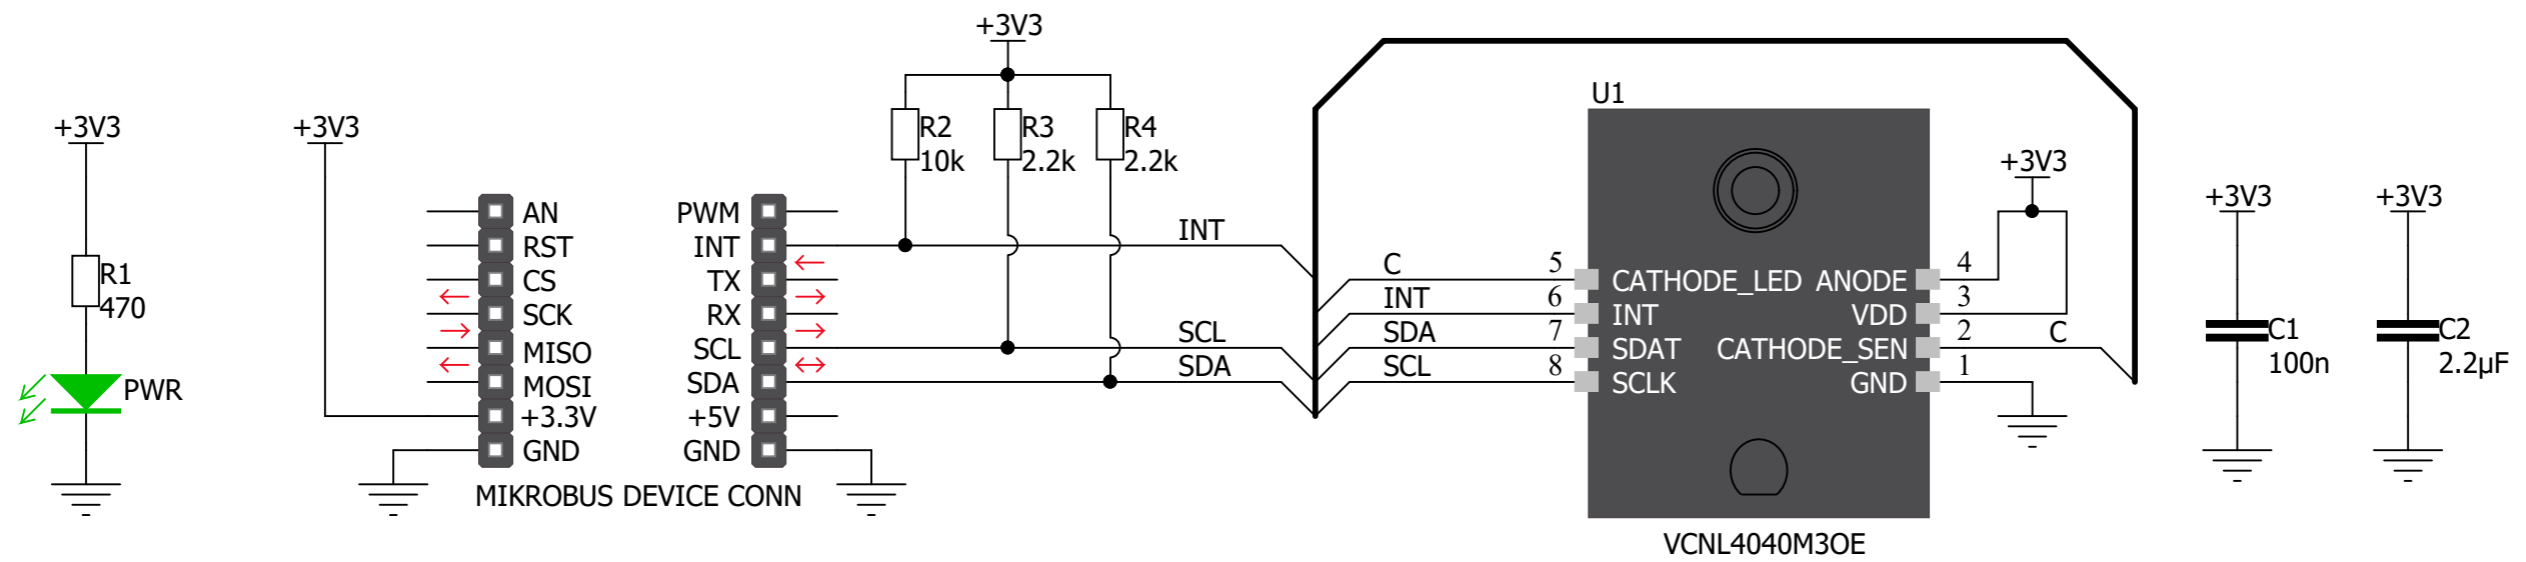 +3V3
R1
470
PWR
+3V3
AN
RST
CS
SCK
MISO
MOSI
+3.3V
GND
PWM
INT
TX
RX
SCL
SDA
+5V
GND
MIKROBUS DEVICE CONN
+3V3
R2
10k
R3
2.2k
R4
2.2k
INT
SCL
SDA
U1
C
INT
SDA
SCL
5
6
7
8
CATHODE_LED
INT
SDAT
SCLK
ANODE
VDD
CATHODE_SEN
GND
4
3
2
1
+3V3
C
VCNL4040M3OE
+3V3
C1
100n
+3V3
C2
2.2µF